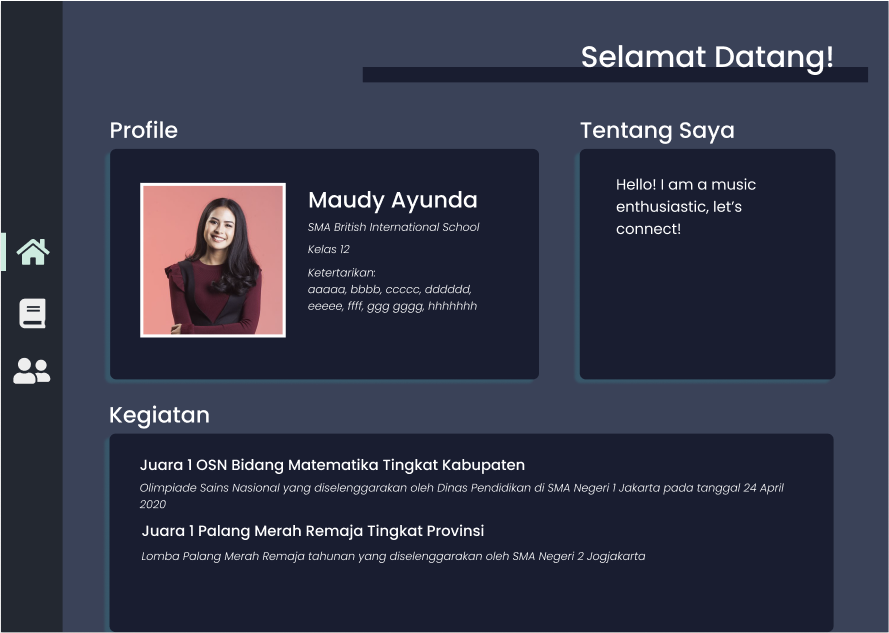 Selamat Datang!
Profile
Maudy Ayunda
SMA British International School
Kelas 12
Ketertarikan:
aaaaa, bbbb, ccccc, dddddd,
eeeee, ffff, ggg gggg, hhhhhhh
Tentang Saya
Hello! I am a music
enthusiastic, let's
connect!
Kegiatan
Juara 1 OSN Bidang Matematika Tingkat Kabupaten
Olimpiade Sains Nasional yang diselenggarakan oleh Dinas Pendidikan di SMA Negeri 1 Jakarta pada tanggal 24 April
2020
Juara 1 Palang Merah Remaja Tingkat Provinsi
Lomba Palang Merah Remaja tahunan yang diselenggarakan oleh SMA Negeri 2 Jogjakarta